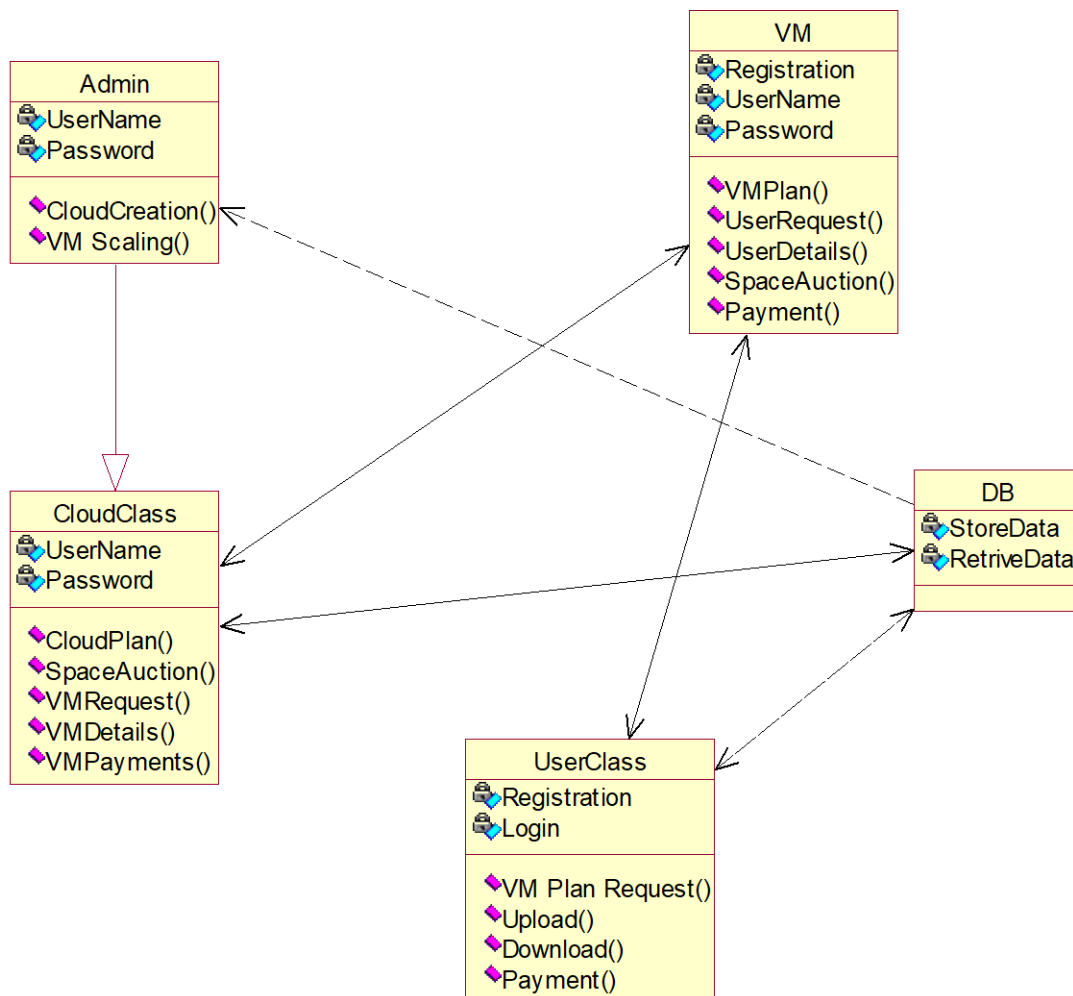 Admin
UserName
Password
CloudCreation()
VM Scaling()
VM
Registration
UserName
Password
VMPlan()
UserRequest()
UserDetails()
SpaceAuction()
Payment()
CloudClass
UserName
Password
CloudPlan()
SpaceAuction()
VMRequest()
VMDetails()
VMPayments()
DB
StoreData
RetriveData
UserClass
Registration
Login
VM Plan Request()
Upload()
Download()
Payment()